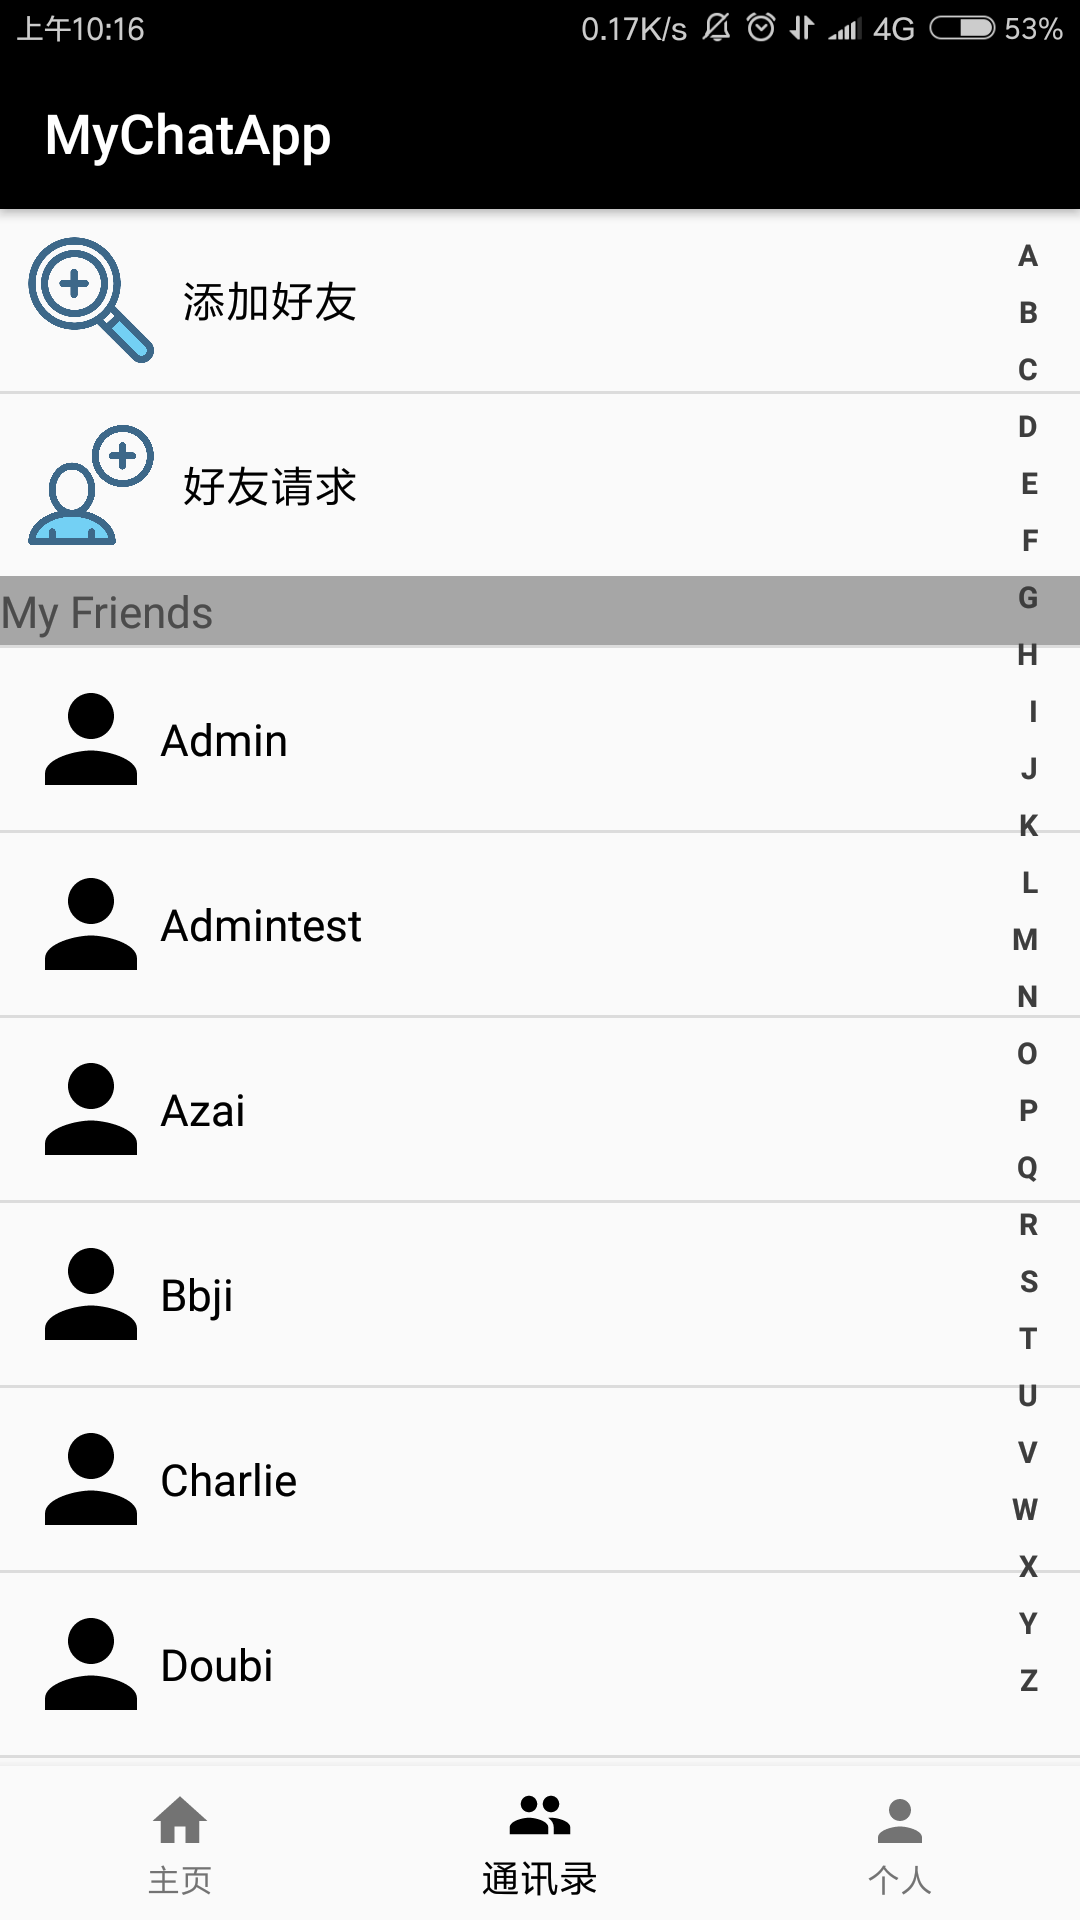 上午10:16 0.17K/s 4G 53%
MyChatApp
添加好友
好友请求
My Friends
Admin
Admintest
Azai
Bbji
Charlie
Doubi
A
B
C
D
E
F
G
H
I
J
K
L
M
N
O
P
Q
R
S
T
U
V
W
X
Y
Z
主页 通讯录 个人